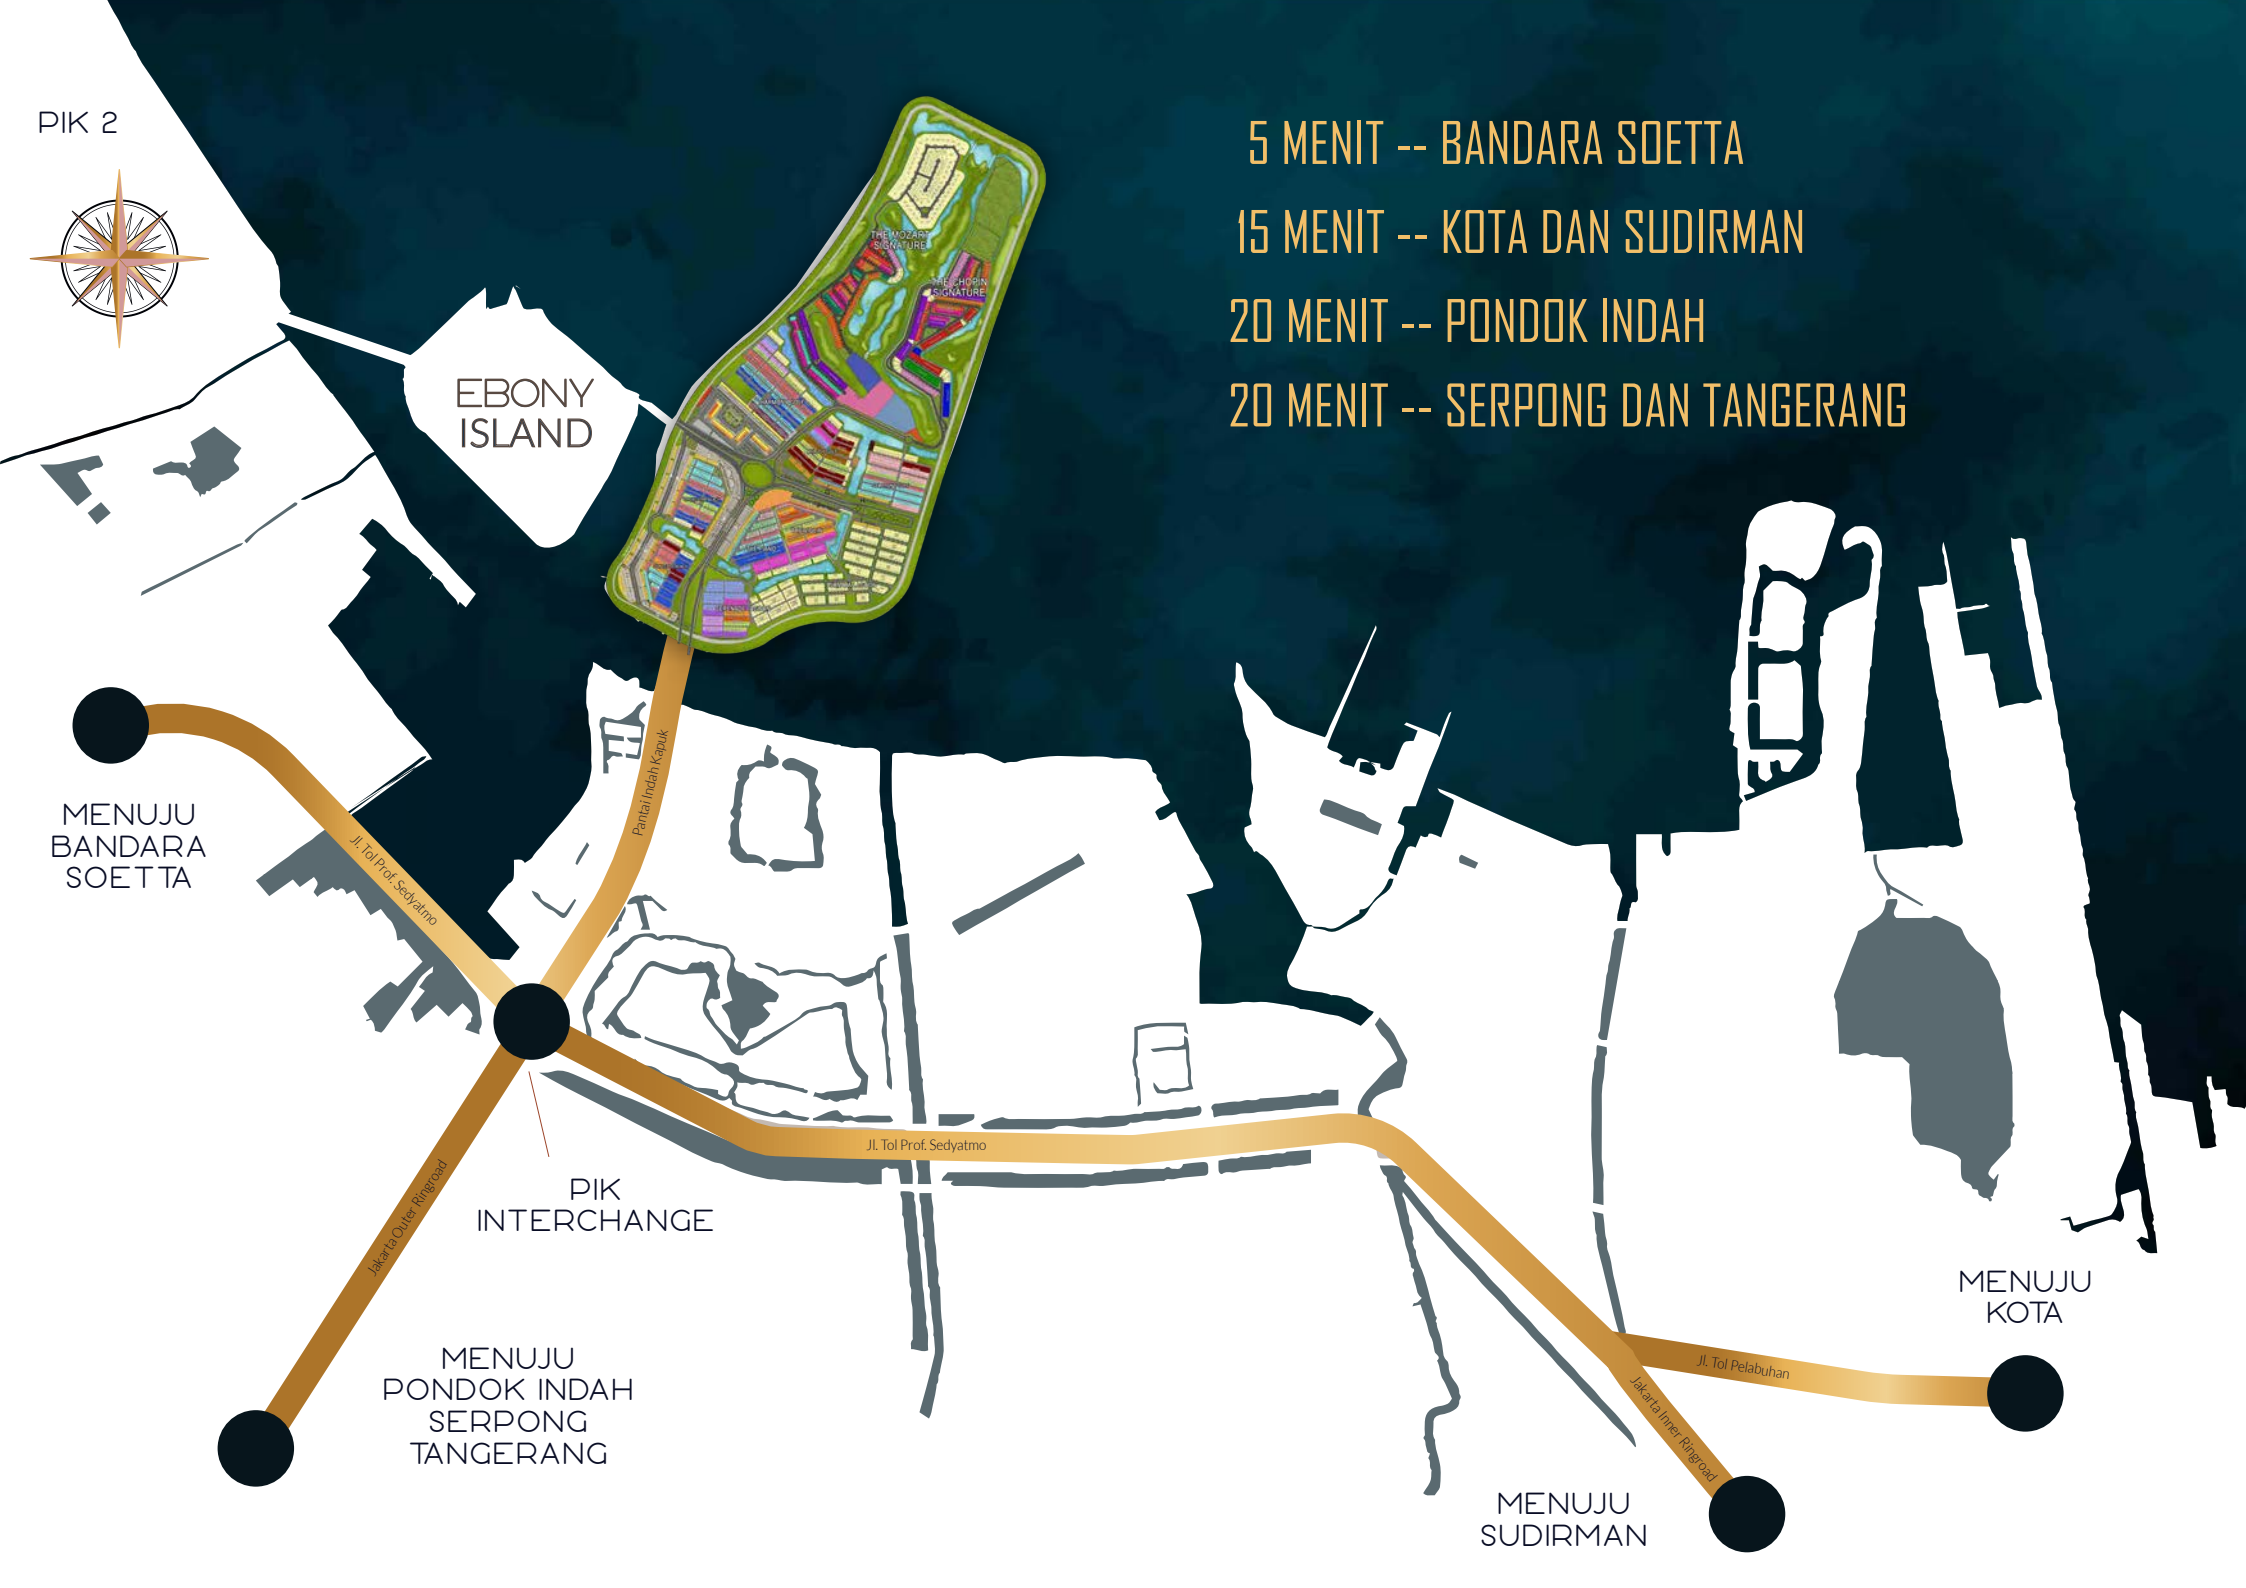 PIK 2
5 MENIT -- BANDARA SOETTA
15 MENIT -- KOTA DAN SUDIRMAN
20 MENIT -- PONDOK INDAH
20 MENIT -- SERPONG DAN TANGERANG
THE MOZART
SIGNATURE
THE CHOPIN
SIGNATURE
EBONY
ISLAND
Pantai Indah Kapuk
MENUJU
BANDARA
SOETTA
Jl. Tol Prof. Sedyatmo
Jl. Tol Prof. Sedyatmo
Jakarta Outer Ringroad
PIK
INTERCHANGE
MENUJU
PONDOK INDAH
SERPONG
TANGERANG
MENUJU
KOTA
Jl. Tol Pelabuhan
Jakarta Inner Ringroad
MENUJU
SUDIRMAN